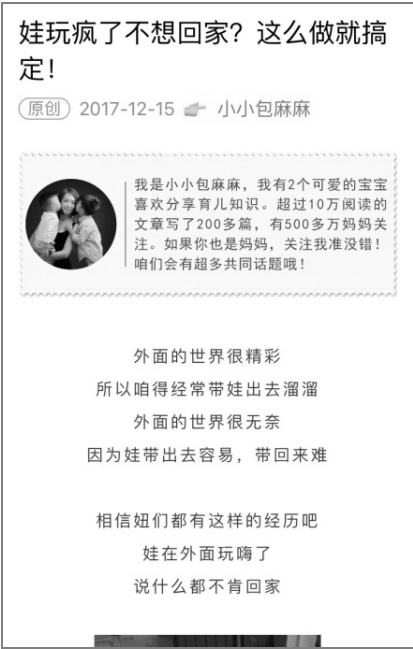 娃玩疯了不想回家？这么做就搞
定！
原创 2017-12-15 小小包麻麻
我是小小包麻麻，我有2个可爱的宝宝
喜欢分享育儿知识。超过10万阅读的
文章写了200多篇，有500多万妈妈关
注。如果你也是妈妈，关注我准没错！
咱们会有超多共同话题哦！
外面的世界很精彩
所以咱得经常带娃出去溜溜
外面的世界很无奈
因为娃带出去容易，带回来难
相信妞们都有这样的经历吧
娃在外面玩嗨了
说什么都不肯回家